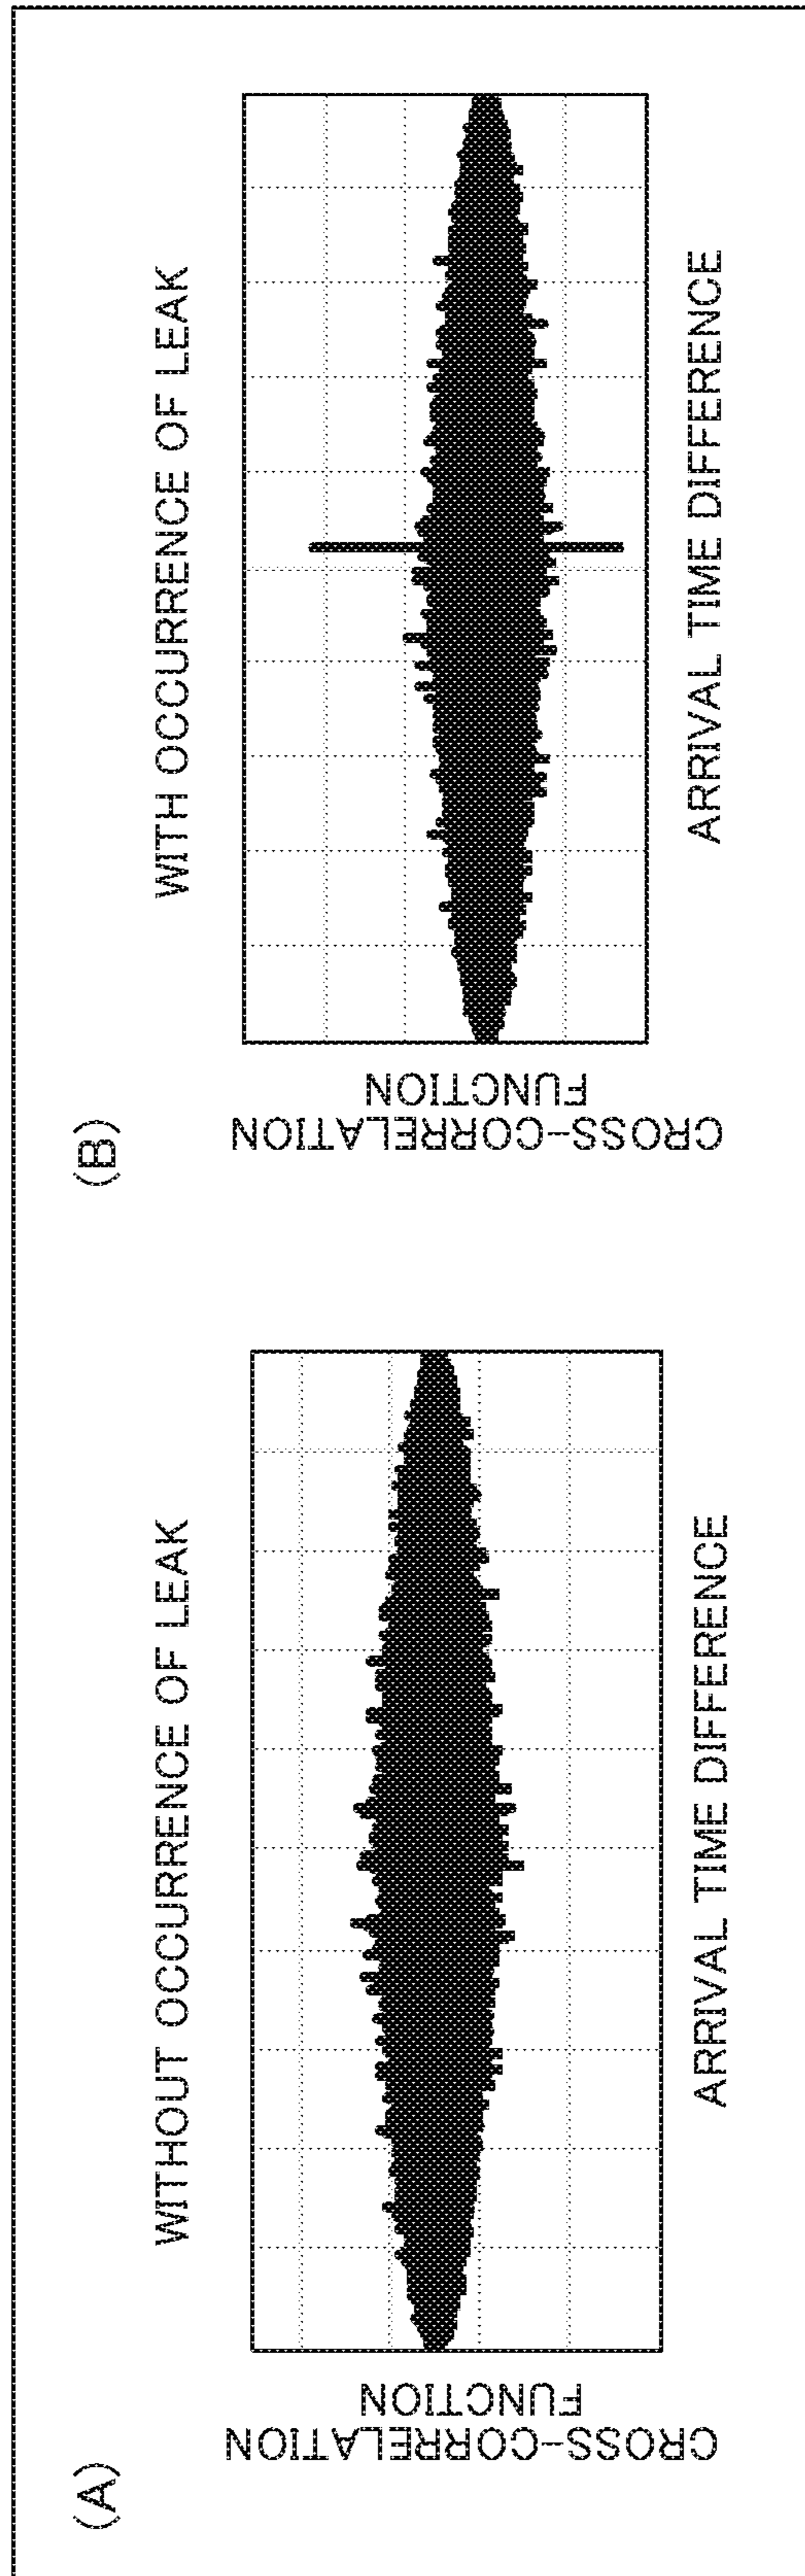 (A)
WITHOUT OCCURRENCE OF LEAK
CROSS-CORRELATION
FUNCTION
ARRIVAL TIME DIFFERENCE
(B)
WITH OCCURRENCE OF LEAK
CROSS-CORRELATION
FUNCTION
ARRIVAL TIME DIFFERENCE